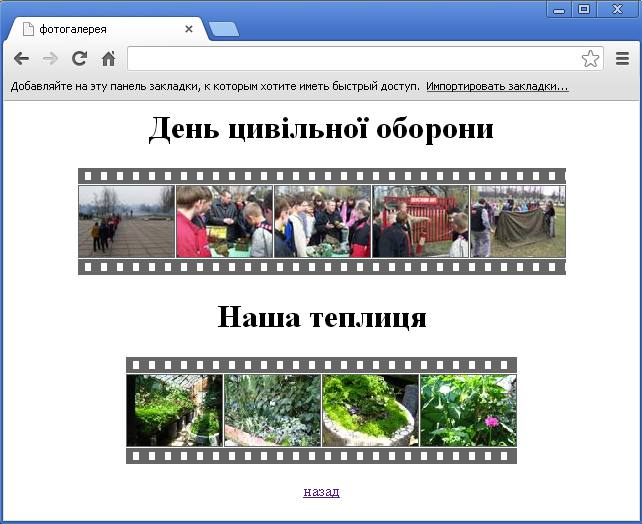 фотогалерея
Добавляйте на эту панель закладки, к которым хотите иметь быстрый доступ. Импортировать закладки...
День цивільної оборони
Наша теплиця
назад